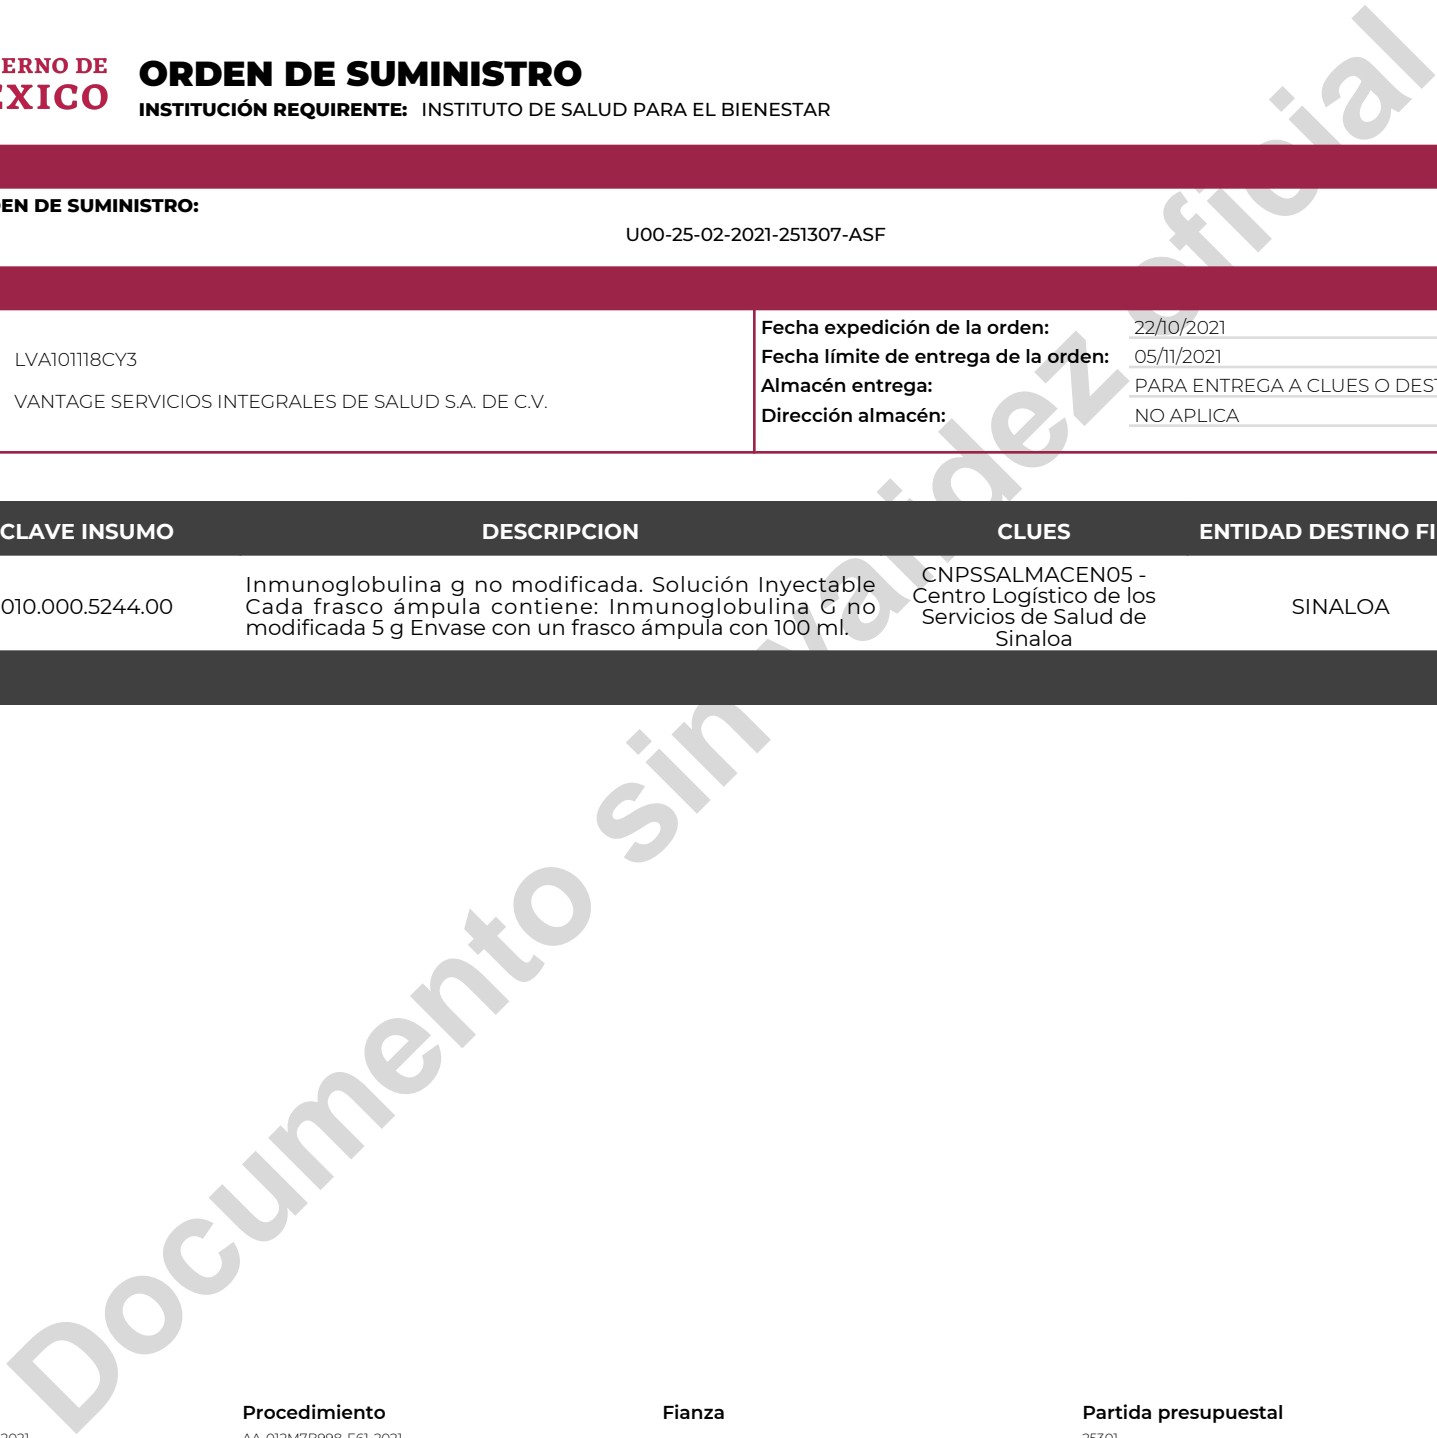 ERNO DE
EXICO
ORDEN DE SUMINISTRO
INSTITUCIÓN REQUIRENTE: INSTITUTO DE SALUD PARA EL BIENESTAR
EN DE SUMINISTRO:
U00-25-02-2021-251307-ASF
LVA101118CY3
VANTAGE SERVICIOS INTEGRALES DE SALUD S.A. DE C.V.
Fecha expedición de la orden: 22/10/2021
Fecha límite de entrega de la orden: 05/11/2021
Almacén entrega: PARA ENTREGA A CLUES O DEST
Dirección almacén: NO APLICA
CLAVE INSUMO DESCRIPCION CLUES ENTIDAD DESTINO FI
010.000.5244.00
Inmunoglobulina g no modificada. Solución Inyectable
Cada frasco ámpula contiene: Inmunoglobulina G no
modificada 5 g Envase con un frasco ámpula con 100 ml.
CNPSSALMACEN05 -
Centro Logístico de los
Servicios de Salud de
Sinaloa
SINALOA
Documento sin validez oficial
Procedimiento Fianza Partida presupuestal